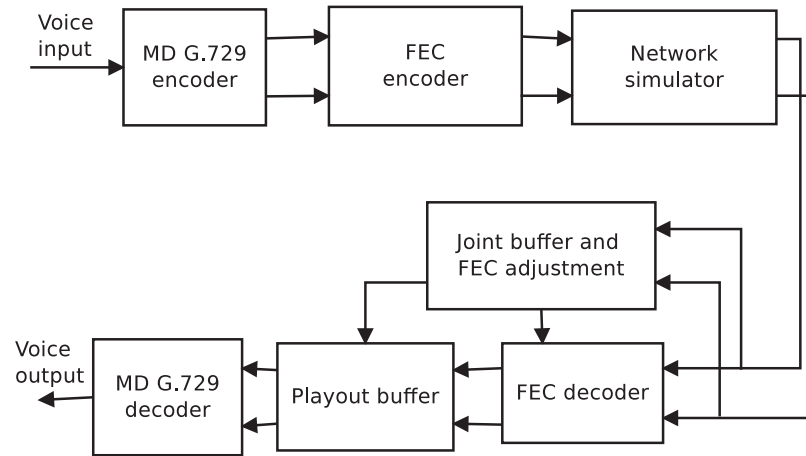 Voice
input
MD G.729
encoder
FEC
encoder
Network
simulator
Joint buffer and
FEC adjustment
Voice
output
MD G.729
decoder
Playout buffer
FEC decoder